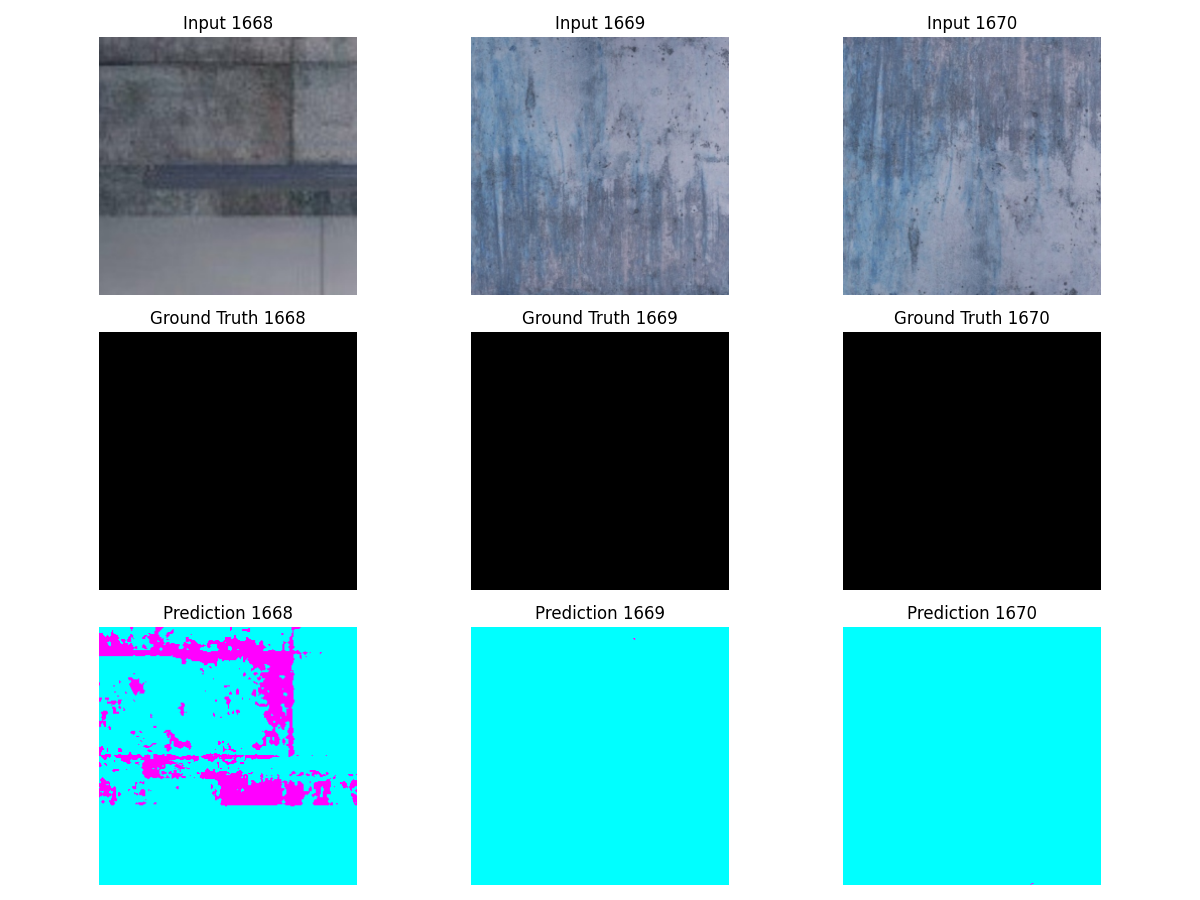 Input 1668
Input 1669
Input 1670
Ground Truth 1668
Ground Truth 1669
Ground Truth 1670
Prediction 1668
Prediction 1669
Prediction 1670